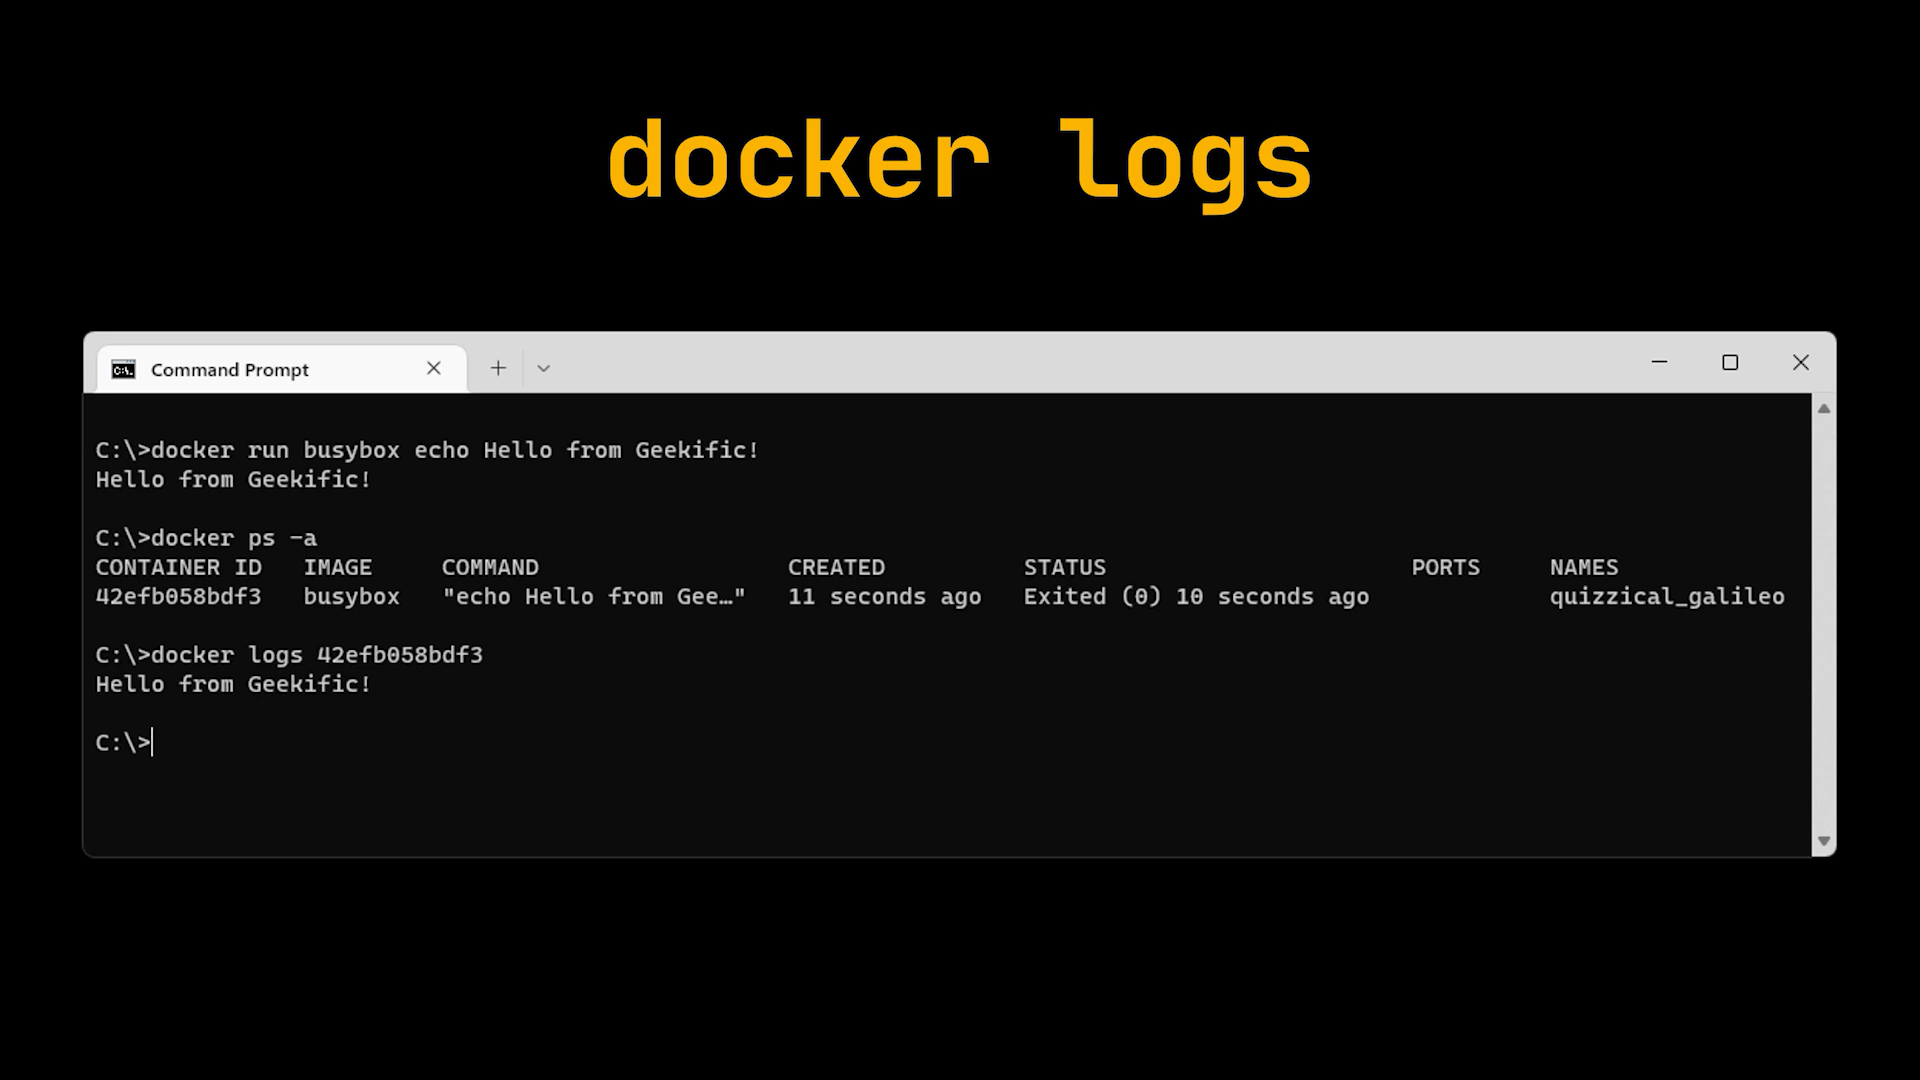 docker logs
Command Prompt
C:\>docker run busybox echo Hello from Geekific!
Hello from Geekific!
C:\>docker ps -a
CONTAINER ID   IMAGE     COMMAND                  CREATED          STATUS                      PORTS     NAMES
42efb058bdf3   busybox   "echo Hello from Gee…"   11 seconds ago   Exited (0) 10 seconds ago             quizzical_galileo
C:\>docker logs 42efb058bdf3
Hello from Geekific!
C:\>